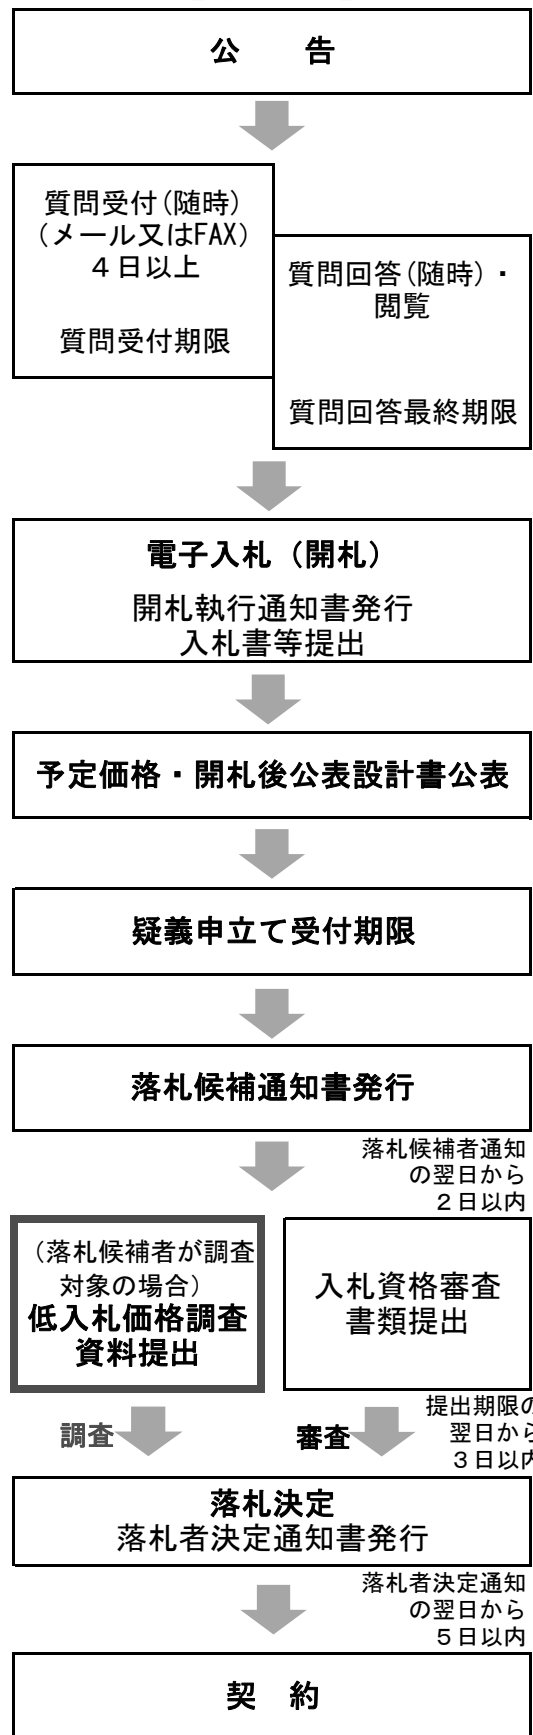 公　　告
質問受付(随時)
(メール又はFAX)
４日以上
質問受付期限
質問回答(随時)・
閲覧
質問回答最終期限
電子入札（開札）
開札執行通知書発行
入札書等提出
予定価格・開札後公表設計書公表
疑義申立て受付期限
落札候補通知書発行
落札候補者通知
の翌日から
２日以内
（落札候補者が調査
対象の場合）
低入札価格調査
資料提出
入札資格審査
書類提出
調査
審査
提出期限の
翌日から
３日以内
落札決定
落札者決定通知書発行
落札者決定通知
の翌日から
５日以内
契　約